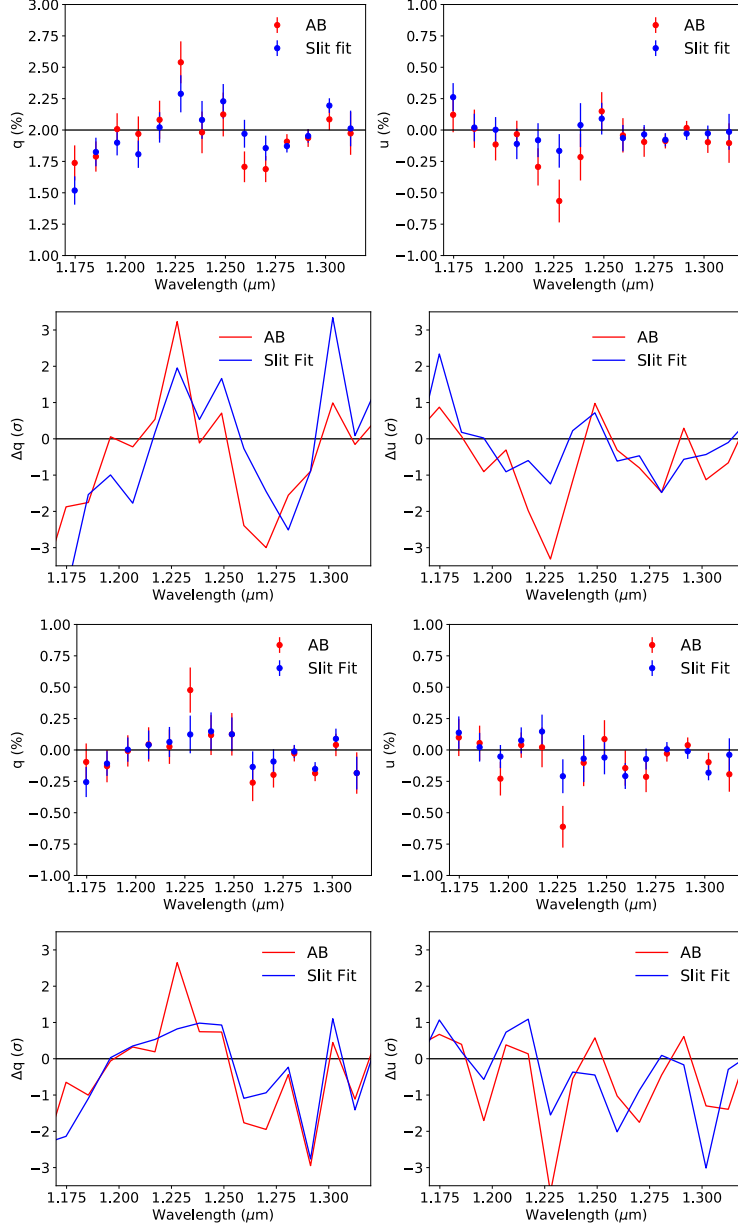 3.00
2.75
2.50
2.25
2.00
1.75
1.50
1.25
1.00
q (%)
AB
Slit fit
1.175 1.200 1.225 1.250 1.275 1.300
Wavelength (μm)
1.00
0.75
0.50
0.25
0.00
−0.25
−0.50
−0.75
−1.00
u (%)
AB
Slit fit
1.175 1.200 1.225 1.250 1.275 1.300
Wavelength (μm)
3
2
1
0
−1
−2
−3
Δq (σ)
AB
Slit Fit
1.175 1.200 1.225 1.250 1.275 1.300
Wavelength (μm)
3
2
1
0
−1
−2
−3
Δu (σ)
AB
Slit Fit
1.175 1.200 1.225 1.250 1.275 1.300
Wavelength (μm)
1.00
0.75
0.50
0.25
0.00
−0.25
−0.50
−0.75
−1.00
q (%)
AB
Slit Fit
1.175 1.200 1.225 1.250 1.275 1.300
Wavelength (μm)
1.00
0.75
0.50
0.25
0.00
−0.25
−0.50
−0.75
−1.00
u (%)
AB
Slit Fit
1.175 1.200 1.225 1.250 1.275 1.300
Wavelength (μm)
3
2
1
0
−1
−2
−3
Δq (σ)
AB
Slit Fit
1.175 1.200 1.225 1.250 1.275 1.300
Wavelength (μm)
3
2
1
0
−1
−2
−3
Δu (σ)
AB
Slit Fit
1.175 1.200 1.225 1.250 1.275 1.300
Wavelength (μm)